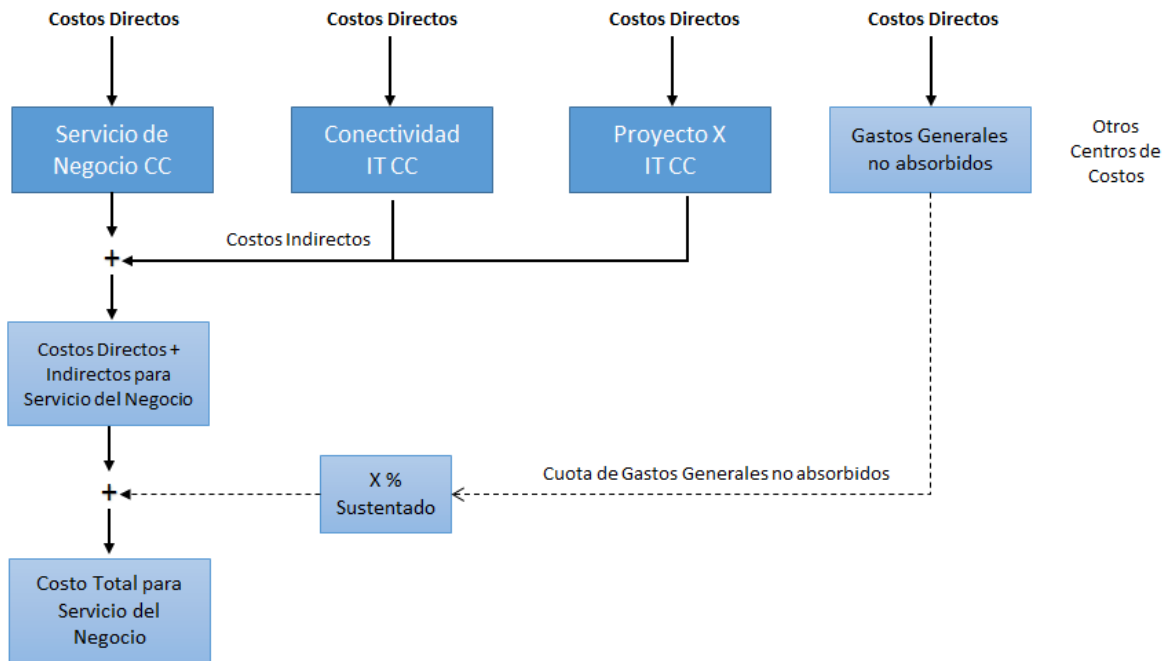 Costos Directos
Costos Directos
Costos Directos
Costos Directos
Servicio de
Negocio CC
Conectividad
IT CC
Proyecto X
IT CC
Gastos Generales
no absorbidos
Otros
Centros de
Costos
Costos Indirectos
+
Costos Directos +
Indirectos para
Servicio del Negocio
Cuota de Gastos Generales no absorbidos
X %
Sustentado
+
Costo Total para
Servicio del
Negocio